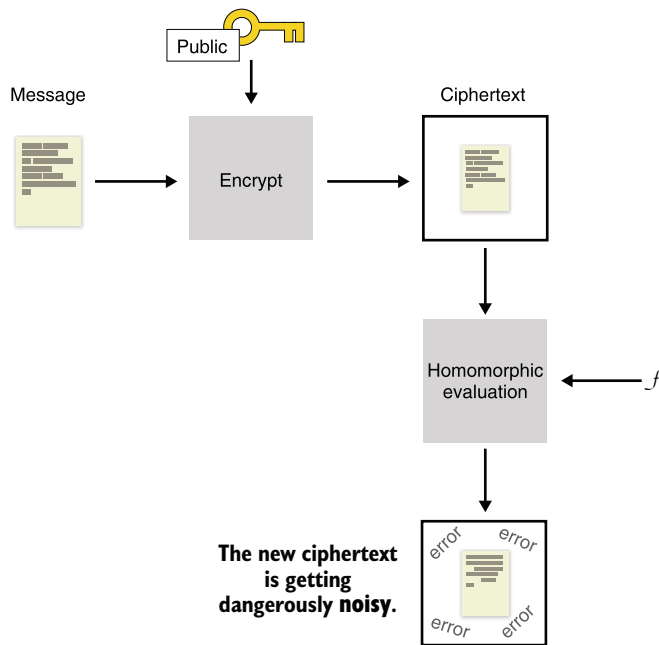 Public
Message
Ciphertext
Encrypt
Homomorphic
evaluation
f
The new ciphertext
is getting
dangerously noisy.
error
error
error
error